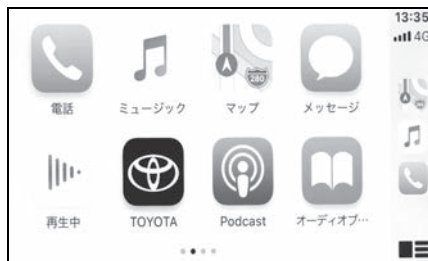 13:35
4G
280
電話
ミュージック
マップ
メッセージ
再生中
TOYOTA
Podcast
オーディオブ…